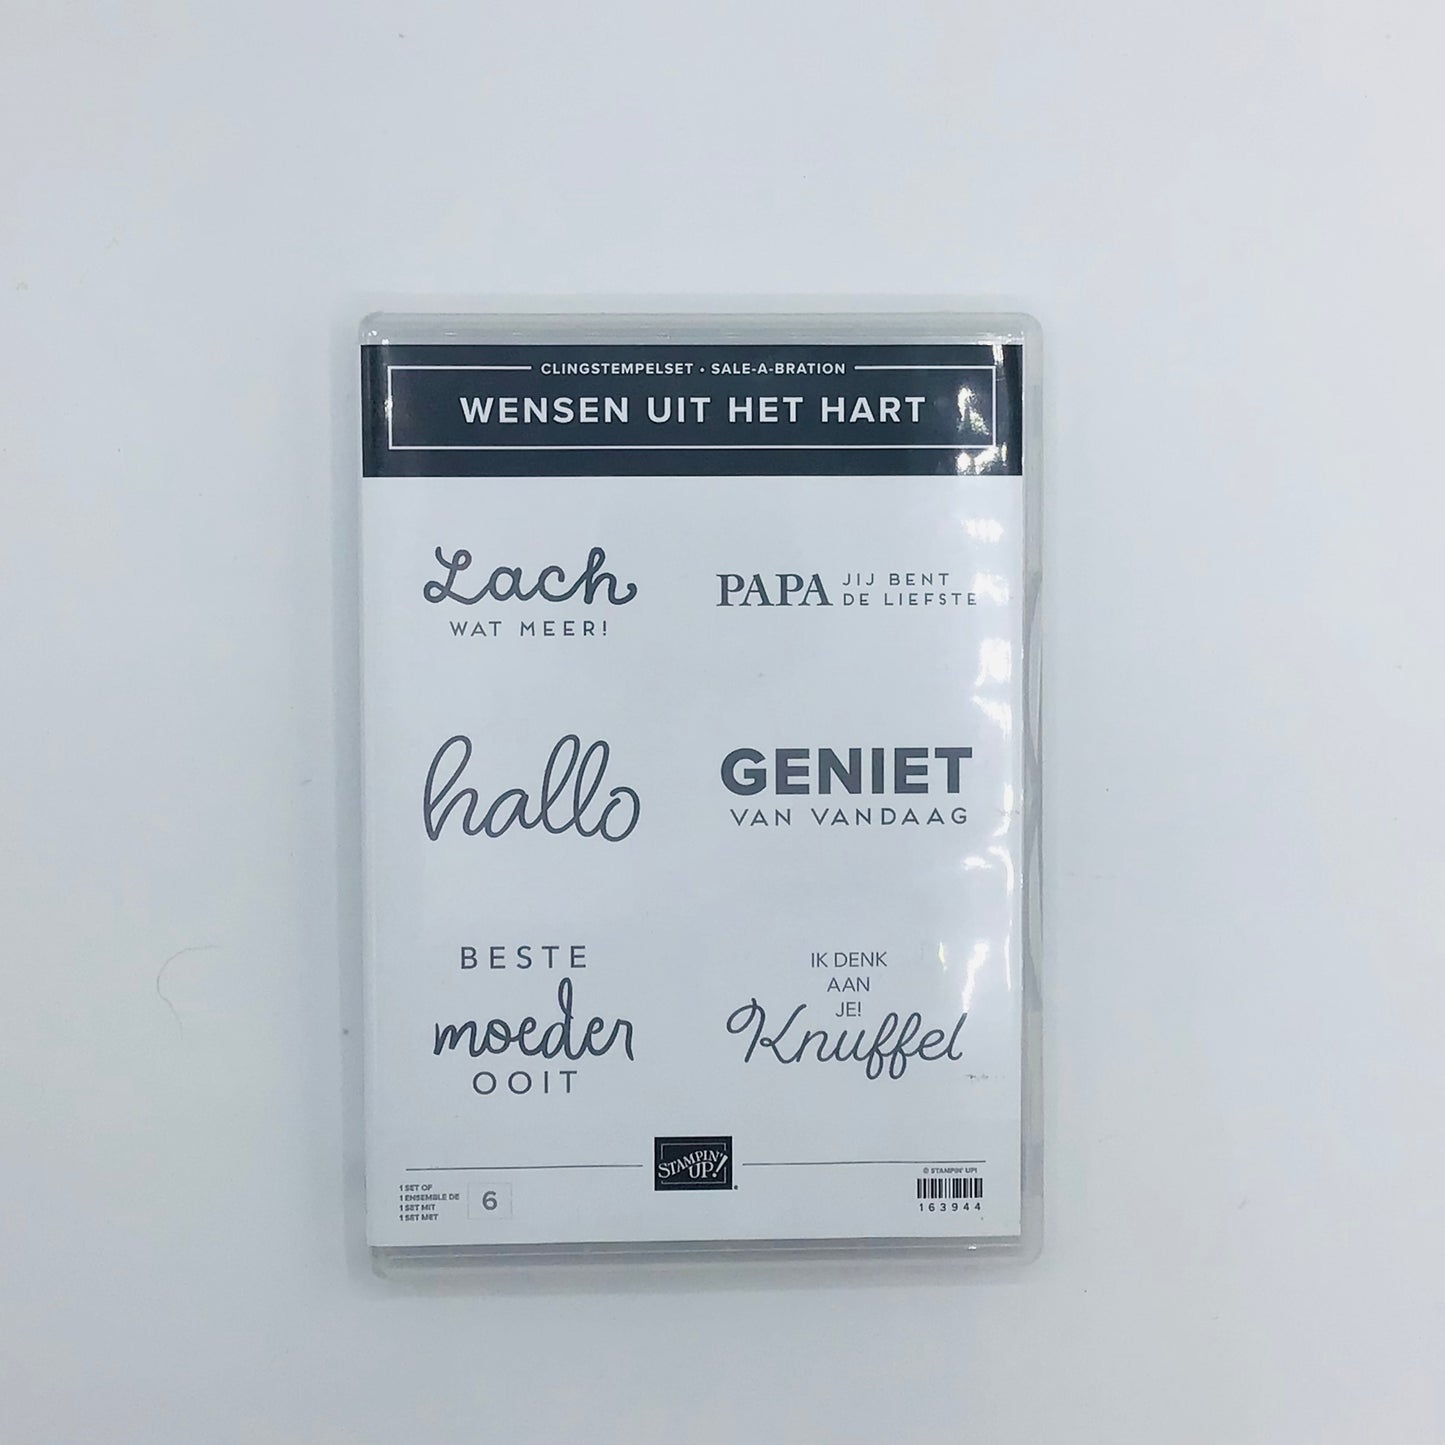 CLINGSTEMPELSET • SALE-A-BRATION
WENSEN UIT HET HART
Lach
WAT MEER!
PAPA JIJ BENT
DE LIEFSTE
hallo
GENIET
VAN VANDAAG
BESTE
moeder
OOIT
IK DENK
AAN
JE!
Knuffel
STAMPIN'
UP!
1 SET OF
1 ENSEMBLE DE
1 SET MIT
1 SET MET
6
© STAMPIN' UP!
163944